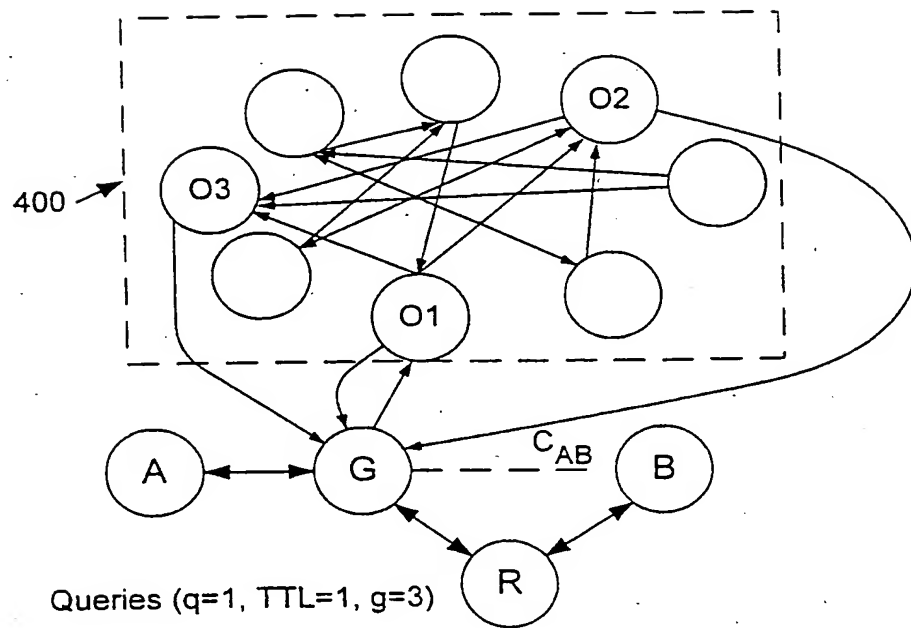 O2
O3
400
O1
C_AB
A
G
B
R
Queries (q=1, TTL=1, g=3)